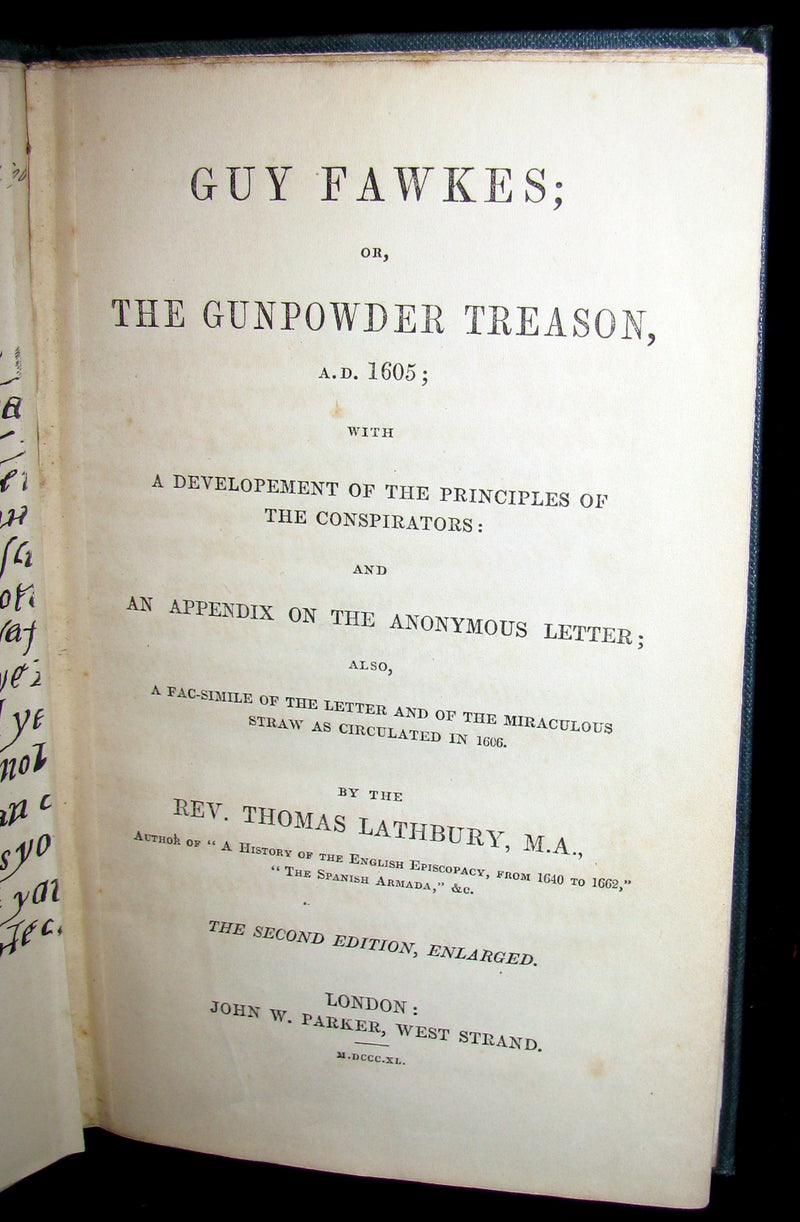 GUY FAWKES;
OR,
THE GUNPOWDER TREASON,
A.D. 1605;
WITH
A DEVELOPEMENT OF THE PRINCIPLES OF
THE CONSPIRATORS:
AND
AN APPENDIX ON THE ANONYMOUS LETTER;
ALSO,
A FAC-SIMILE OF THE LETTER AND OF THE MIRACULOUS
STRAW AS CIRCULATED IN 1606.
BY THE
REV. THOMAS LATHBURY, M.A.,
AUTHOR OF “ A HISTORY OF THE ENGLISH EPISCOPACY, FROM 1640 TO 1662,”
“ THE SPANISH ARMADA,” &c.
THE SECOND EDITION, ENLARGED.
LONDON:
JOHN W. PARKER, WEST STRAND.
M.DCCC.XL.